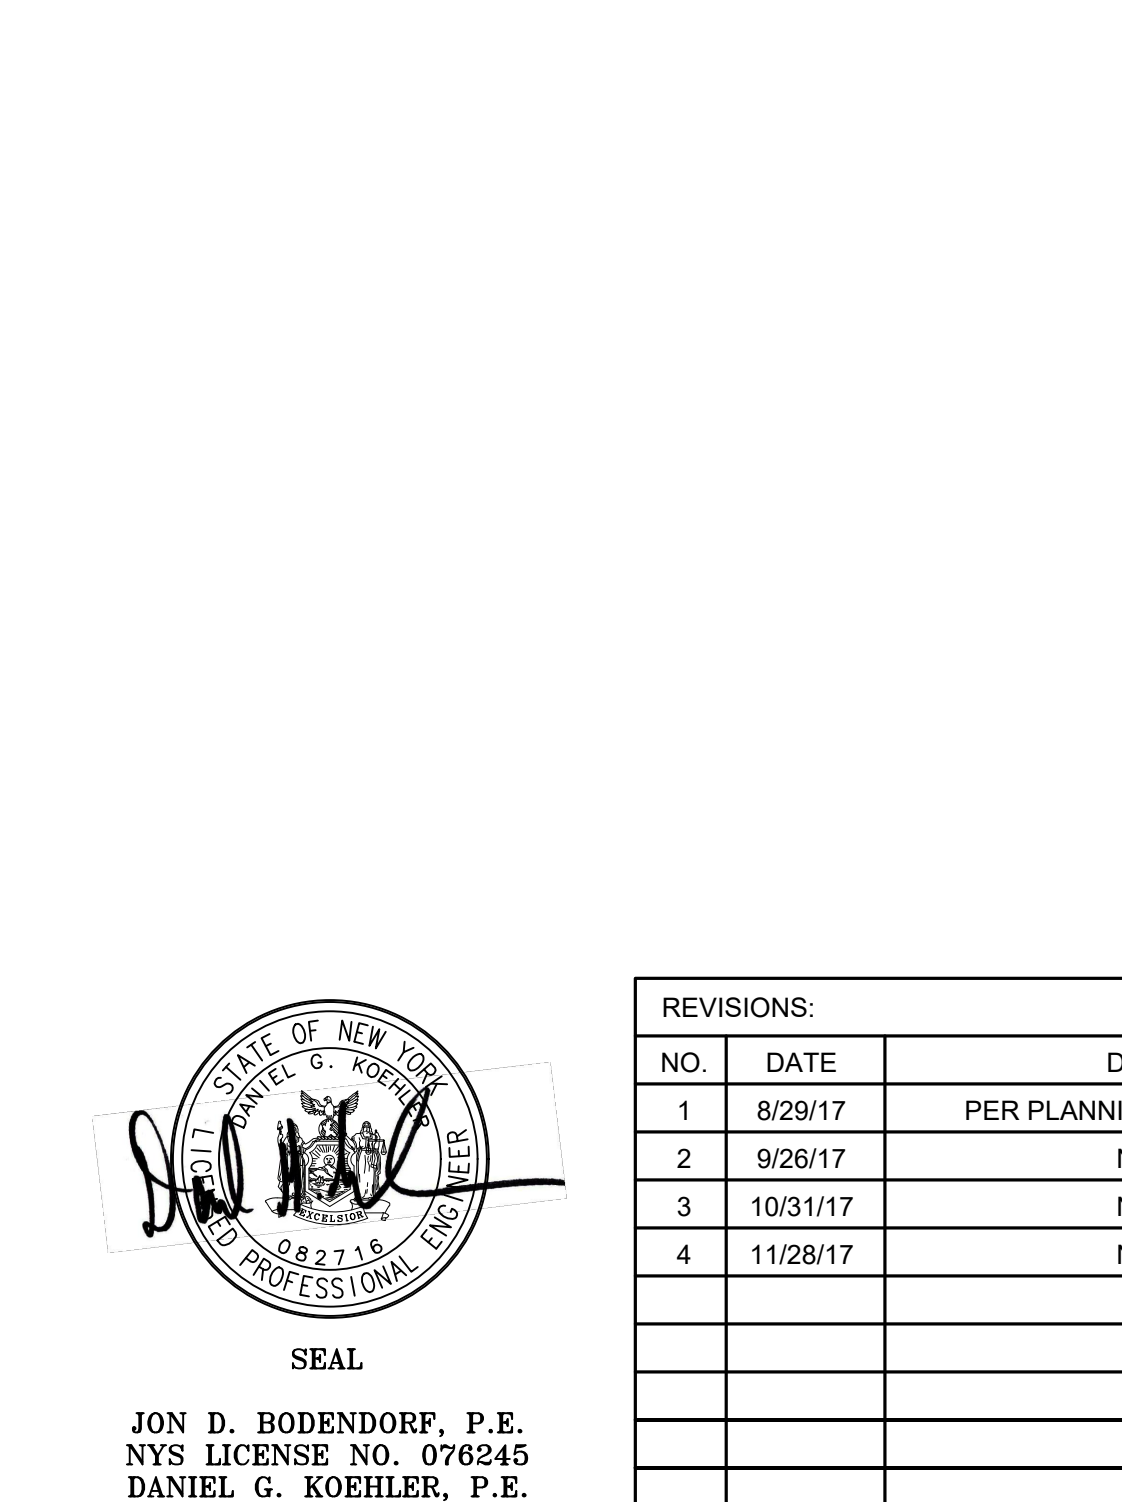 STATE OF NEW YORK
DANIEL G. KOEHLER
EXCELSIOR
082716
LICENSED PROFESSIONAL ENGINEER
SEAL
JON D. BODENDORF, P.E.
NYS LICENSE NO. 076245
DANIEL G. KOEHLER, P.E.
REVISIONS:
NO. DATE D
1 8/29/17 PER PLANNI
2 9/26/17
3 10/31/17
4 11/28/17